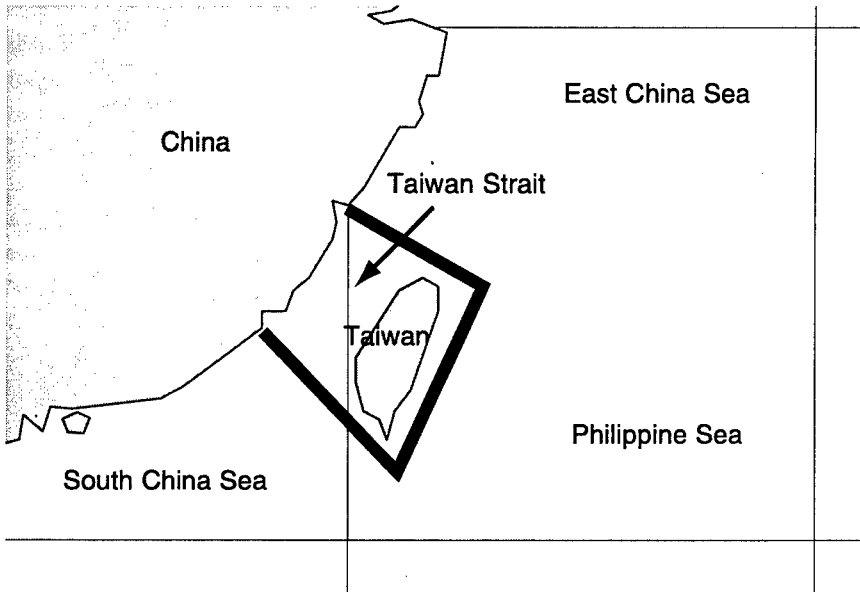 East China Sea
China
Taiwan Strait
Taiwan
Philippine Sea
South China Sea